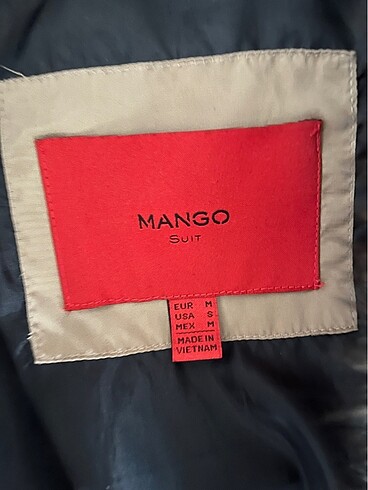 MANGO
SUIT
EUR M
USA S
MEX M
MADE IN
VIETNAM